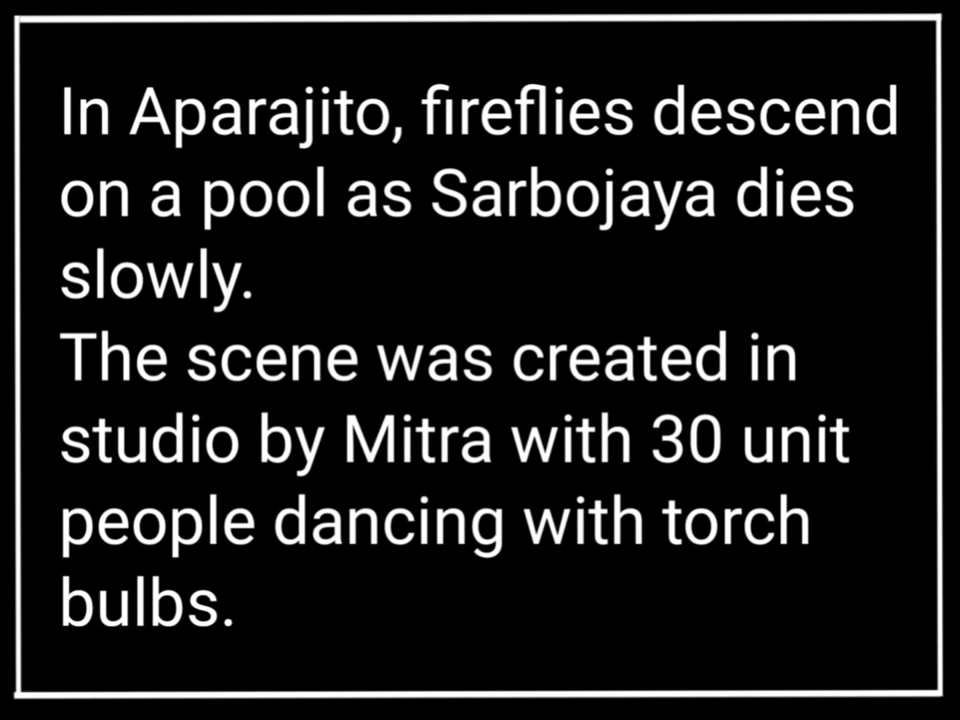 In Aparajito, fireflies descend
on a pool as Sarbojaya dies
slowly.
The scene was created in
studio by Mitra with 30 unit
people dancing with torch
bulbs.